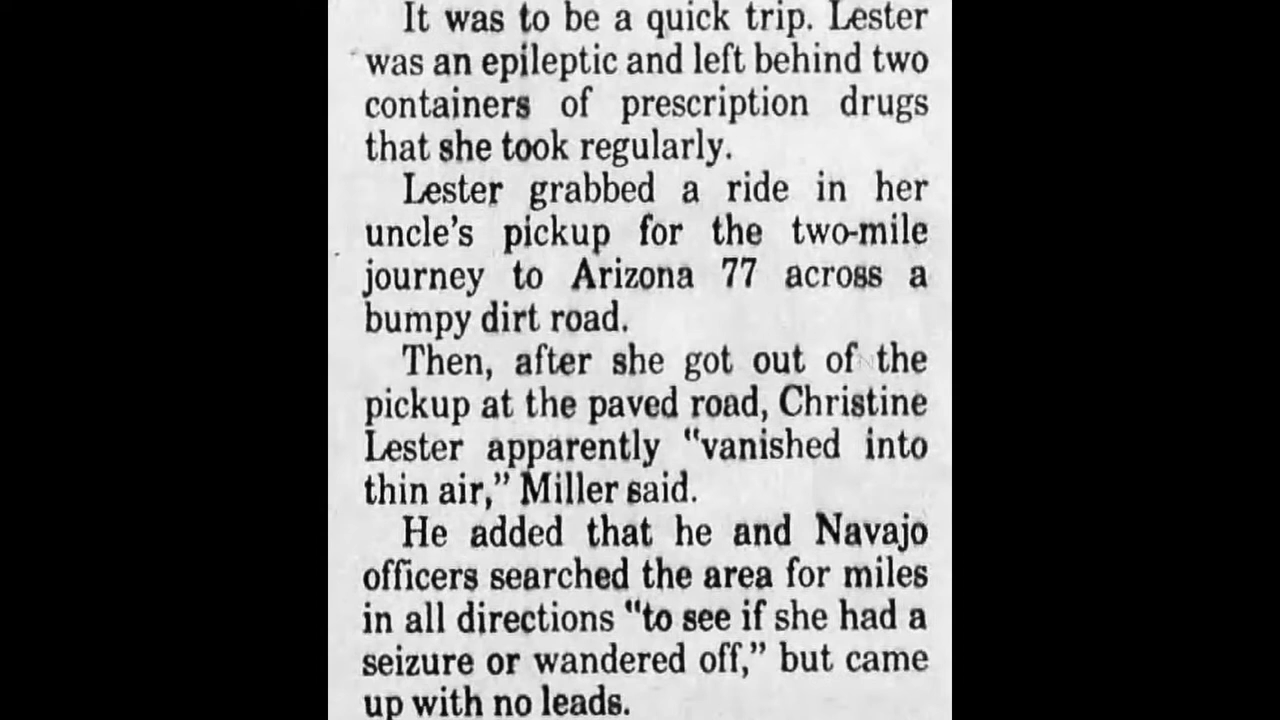 It was to be a quick trip. Lester
was an epileptic and left behind two
containers of prescription drugs
that she took regularly.
Lester grabbed a ride in her
uncle's pickup for the two-mile
journey to Arizona 77 across a
bumpy dirt road.
Then, after she got out of the
pickup at the paved road, Christine
Lester apparently "vanished into
thin air," Miller said.
He added that he and Navajo
officers searched the area for miles
in all directions "to see if she had a
seizure or wandered off," but came
up with no leads.